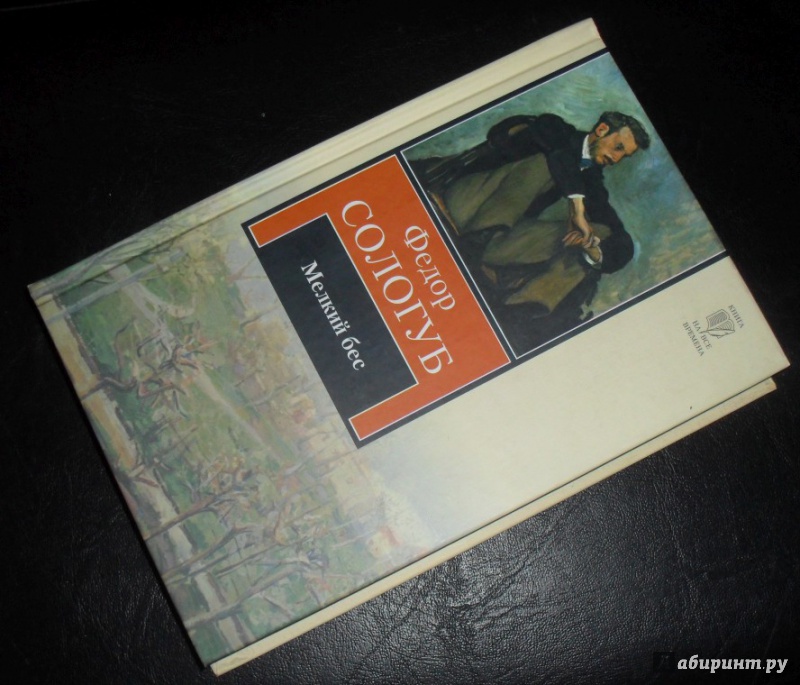 Федор
СОЛОГУБ
Мелкий бес
КНИГА
НА ВСЕ
ВРЕМЕНА
Лабиринт.ру